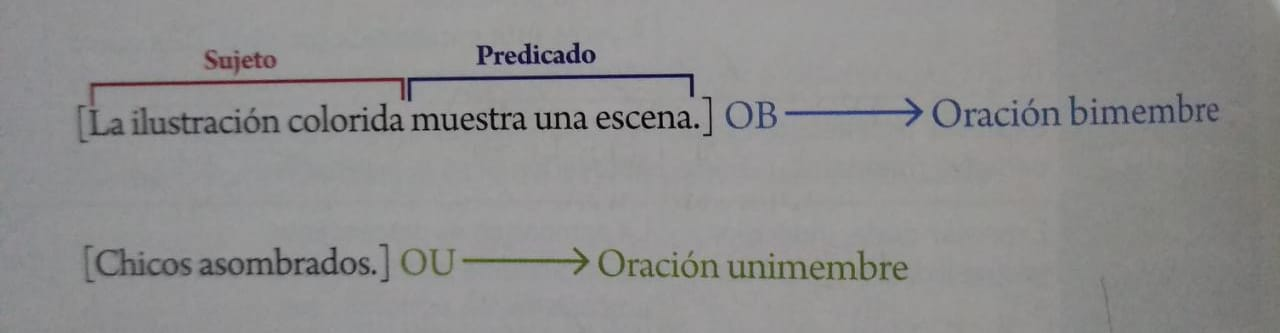 Sujeto Predicado
[La ilustración colorida muestra una escena.] OB → Oración bimembre
[Chicos asombrados.] OU → Oración unimembre